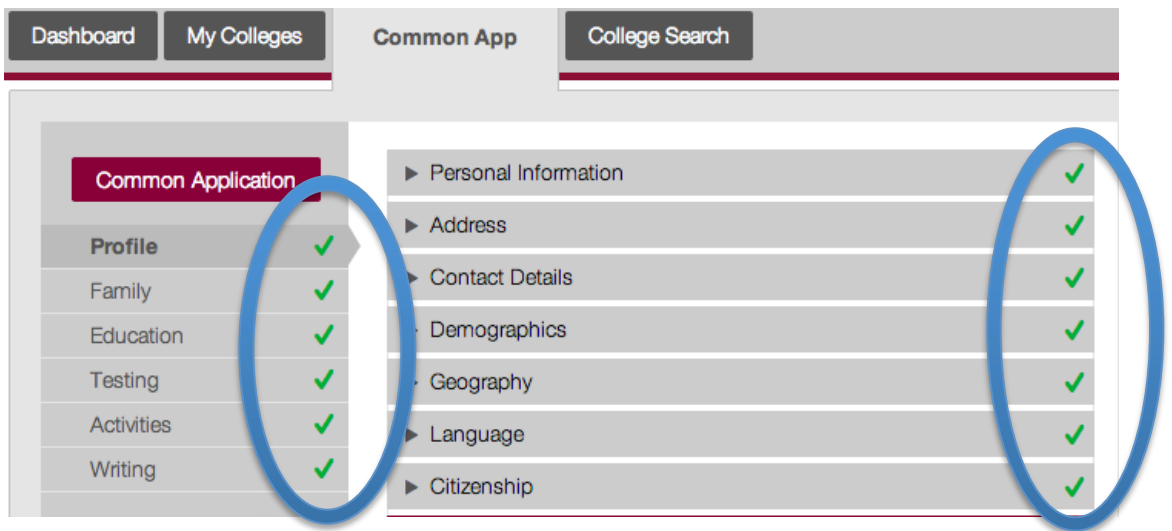 Dashboard
My Colleges
Common App
College Search
Common Application
Profile
Family
Education
Testing
Activities
Writing
Personal Information
Address
Contact Details
Demographics
Geography
Language
Citizenship